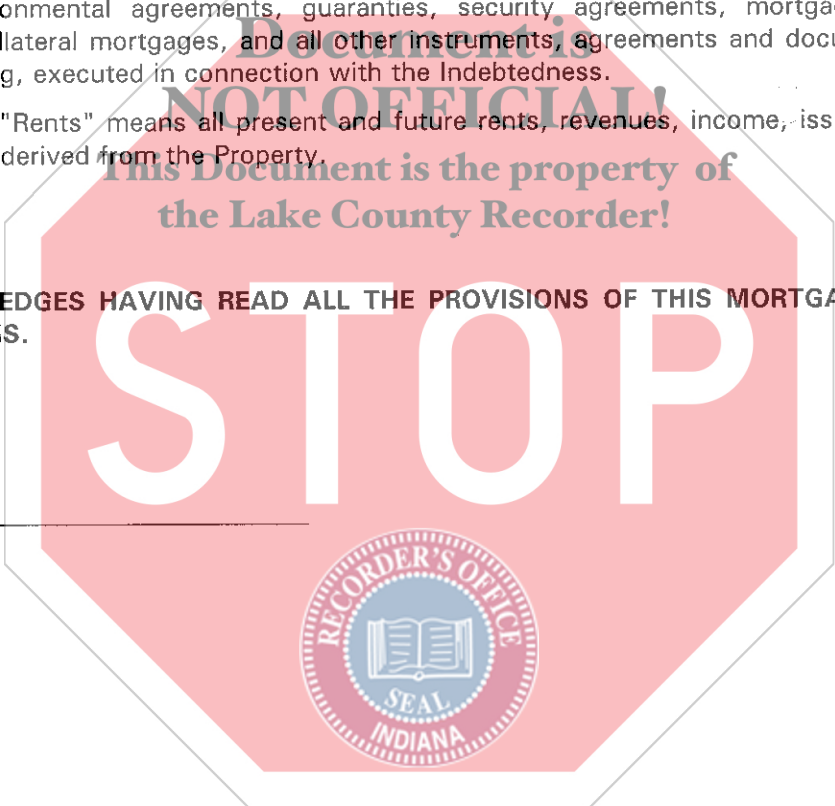 onmental agreements, guaranties, security agreements, mortga
Document is
lateral mortgages, and all other instruments, agreements and docu
g, executed in connection with the Indebtedness.
NOT OFFICIAL!
"Rents" means all present and future rents, revenues, income, iss
derived from the Property.
This Document is the property of
the Lake County Recorder!
EDGES HAVING READ ALL THE PROVISIONS OF THIS MORTGA
S.
STOP
RECORDER'S OFFICE
SEAL
INDIANA